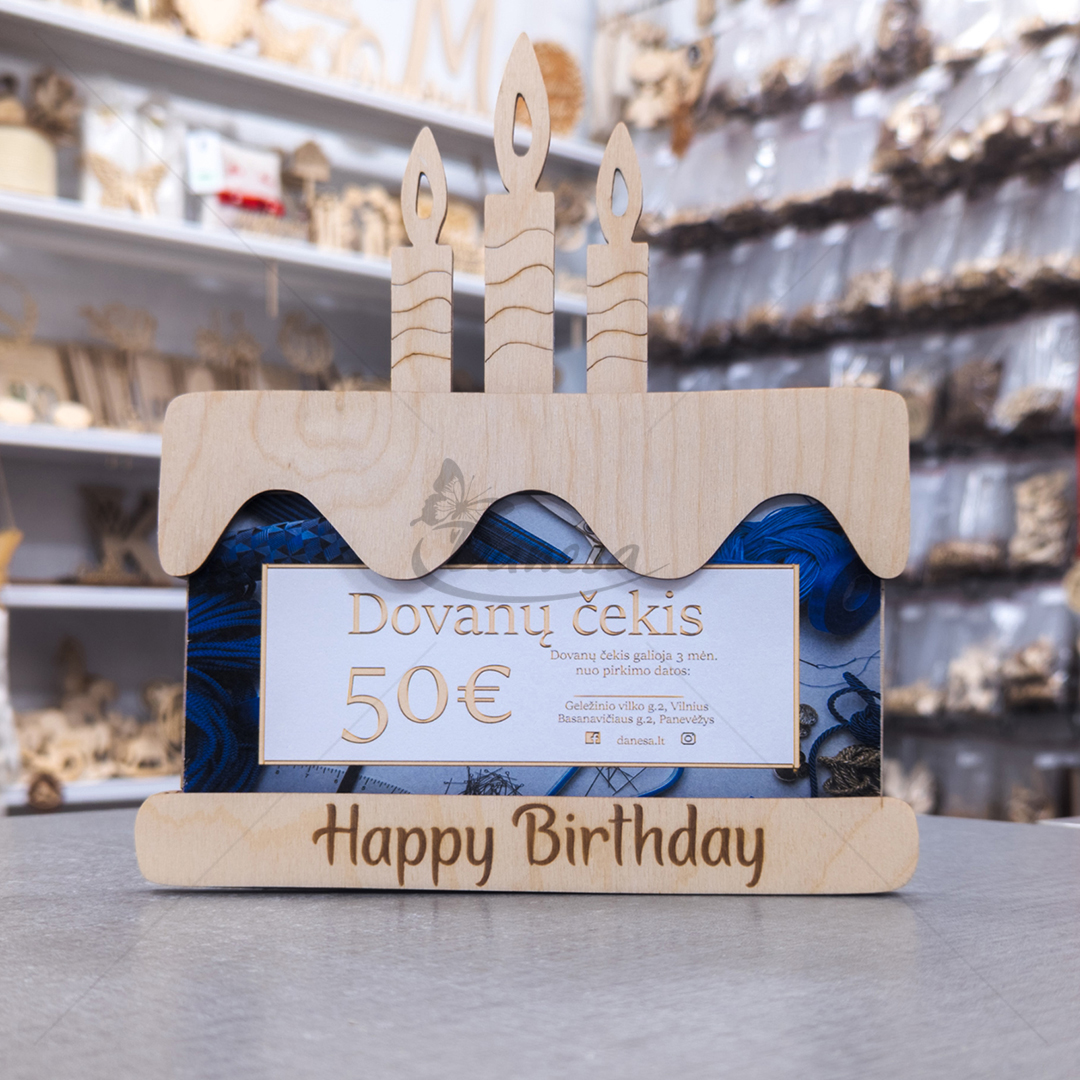 Danesa
Dovanų čekis
50€
Dovanų čekis galioja 3 mėn.
nuo pirkimo datos:
Geležinio vilko g.2, Vilnius
Basanavičiaus g.2, Panevėžys
danesa.lt
Happy Birthday